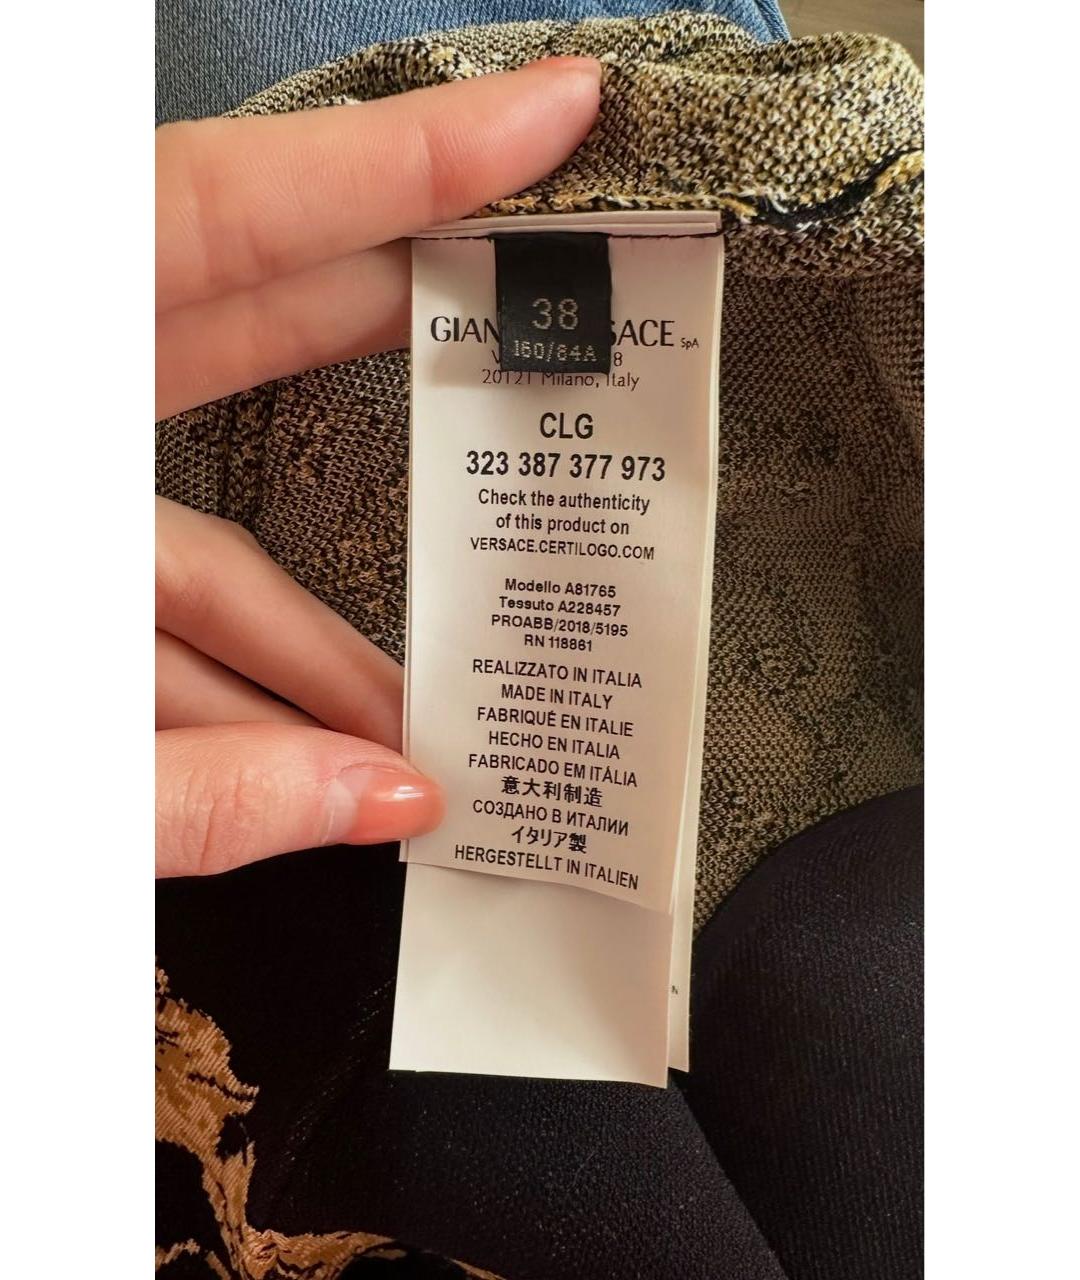 38
160/84A
GIAN SACE SpA
V 8
20121 Milano, Italy
CLG
323 387 377 973
Check the authenticity
of this product on
VERSACE.CERTILOGO.COM
Modello A81765
Tessuto A228457
PROABB/2018/5195
RN 118861
REALIZZATO IN ITALIA
MADE IN ITALY
FABRIQUÉ EN ITALIE
HECHO EN ITALIA
FABRICADO EM ITÁLIA
意大利制造
СОЗДАНО В ИТАЛИИ
イタリア製
HERGESTELLT IN ITALIEN
N